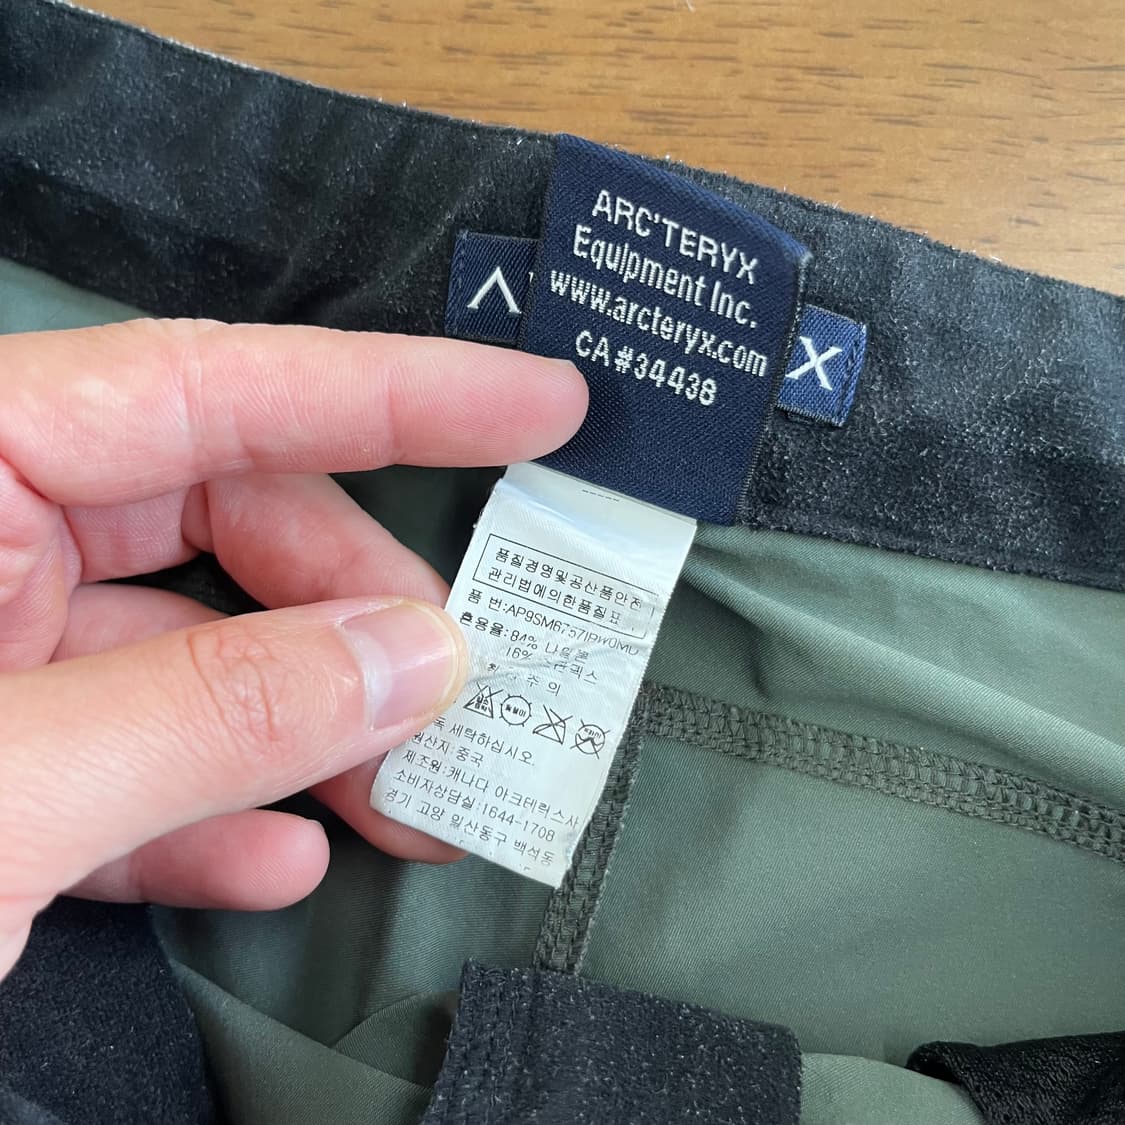 ARC'TERYX
Equipment Inc.
www.arcteryx.com
CA #34438
X
품질경영및공산품안전
관리법에의한품질표
품 번:AP9SM6
혼용율:84% 나일론
16%
주 의
세탁하십시오.
원산지:중국
제조원:캐나다 아크테릭스사
소비자상담실:1644-1708
경기 고양 일산동구 백석동